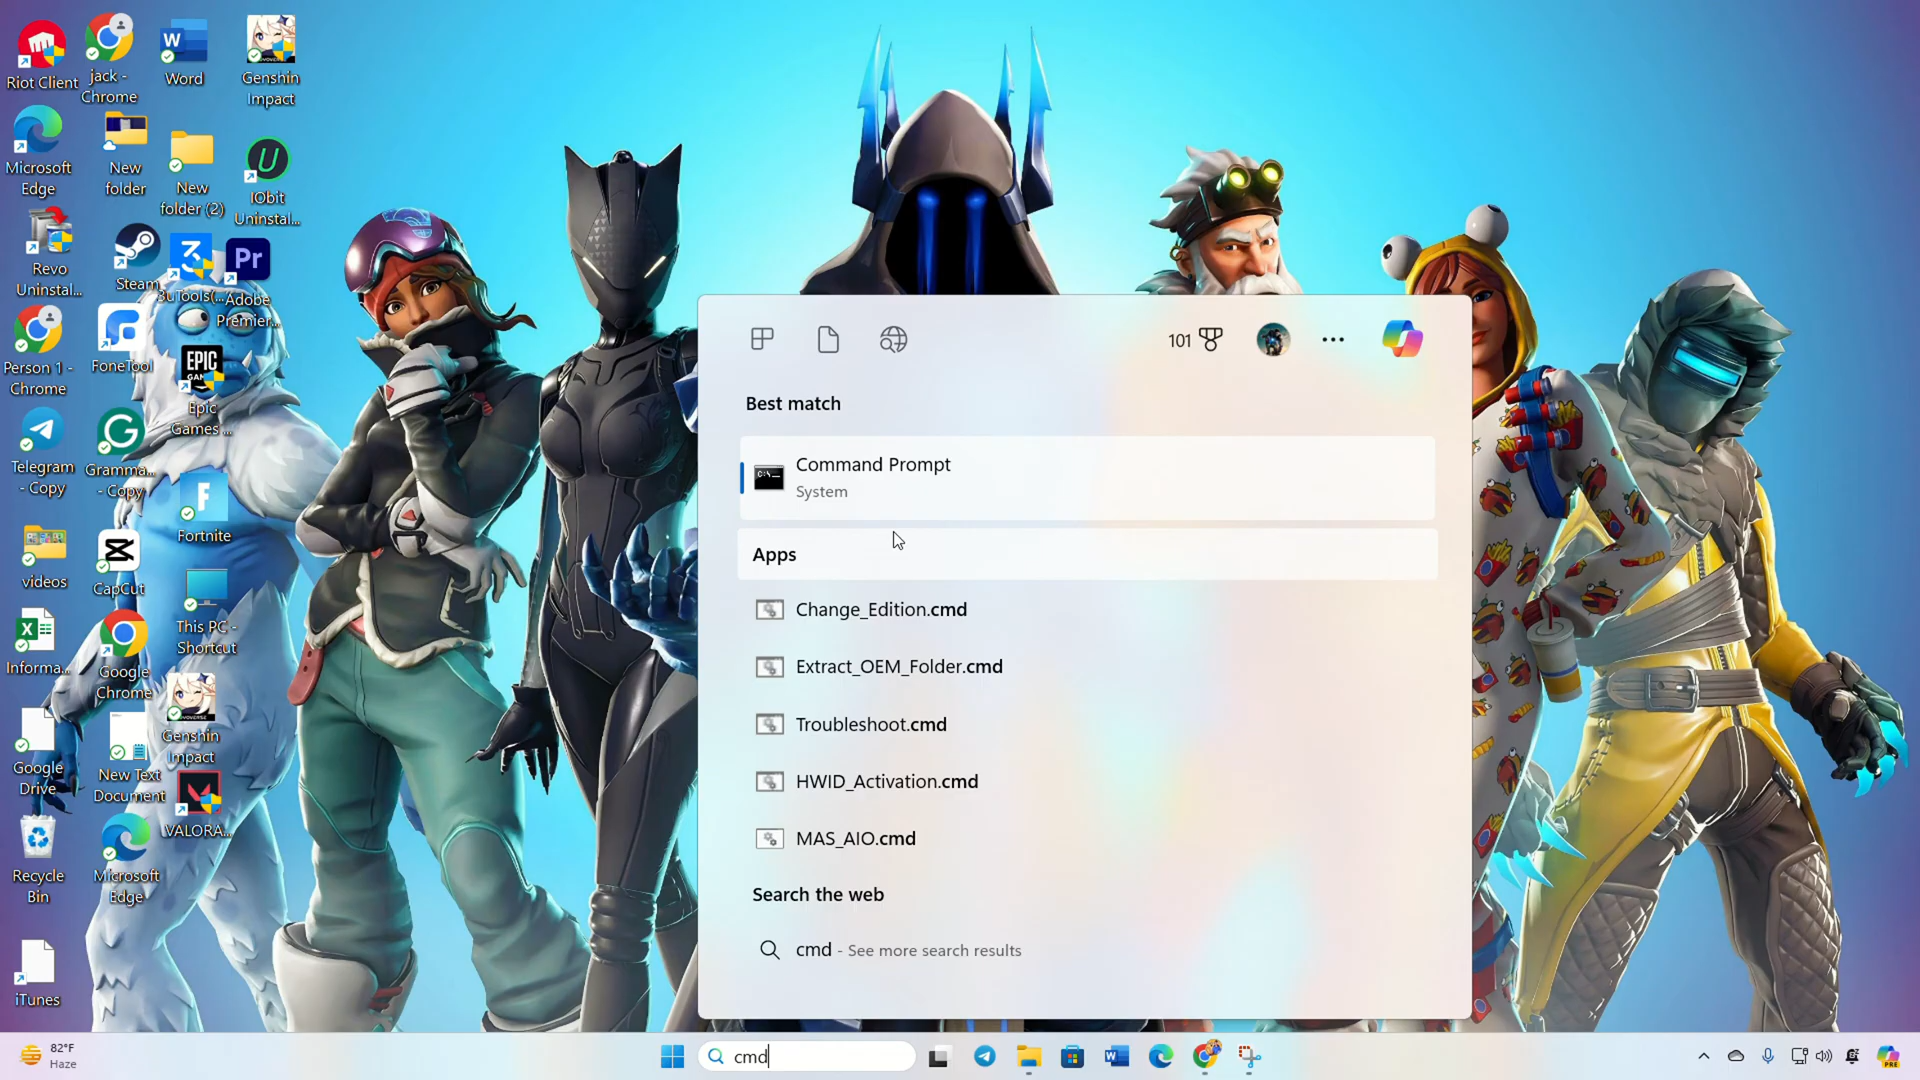 Riot Client
jack -
Chrome
Word
Genshin
Impact
Microsoft
Edge
New
folder
New
folder (2)
IObit
Uninstal...
Revo
Uninstal...
Steam
3uTools(...
Pr
Adobe
Premier...
Person 1 -
Chrome
FoneTool
EPIC
GAMES
Epic
Games ...
Telegram
- Copy
Gramma...
- Copy
Fortnite
videos
CapCut
This PC -
Shortcut
Informa...
Google
Chrome
Genshin
Impact
Google
Drive
New Text
Document
VALORA...
Recycle
Bin
Microsoft
Edge
iTunes
101
Best match
Command Prompt
System
Apps
Change_Edition.cmd
Extract_OEM_Folder.cmd
Troubleshoot.cmd
HWID_Activation.cmd
MAS_AIO.cmd
Search the web
cmd - See more search results
82°F
Haze
cmd
PRE